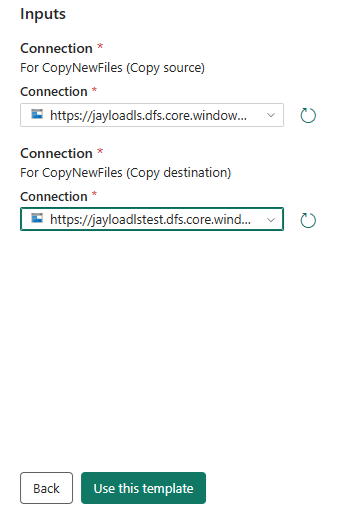 Inputs
Connection *
For CopyNewFiles (Copy source)
Connection *
https://jayloadls.dfs.core.window...
Connection *
For CopyNewFiles (Copy destination)
Connection *
https://jayloadlstest.dfs.core.wind...
Back Use this template